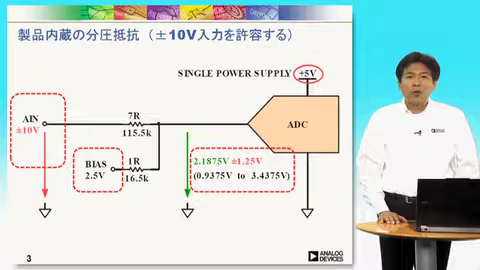 製品内蔵の分圧抵抗（±10V入力を許容する）
SINGLE POWER SUPPLY +5V
AIN
±10V
7R
115.5k
ADC
BIAS
2.5V
1R
16.5k
2.1875V ±1.25V
(0.9375V to 3.4375V)
3
ANALOG
DEVICES